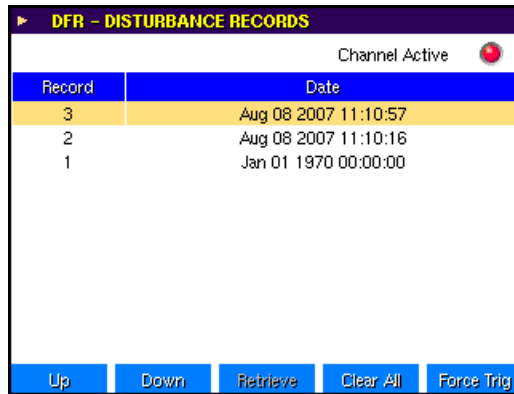 DFR – DISTURBANCE RECORDS
Channel Active
Record Date
3 Aug 08 2007 11:10:57
2 Aug 08 2007 11:10:16
1 Jan 01 1970 00:00:00
Up Down Retrieve Clear All Force Trig